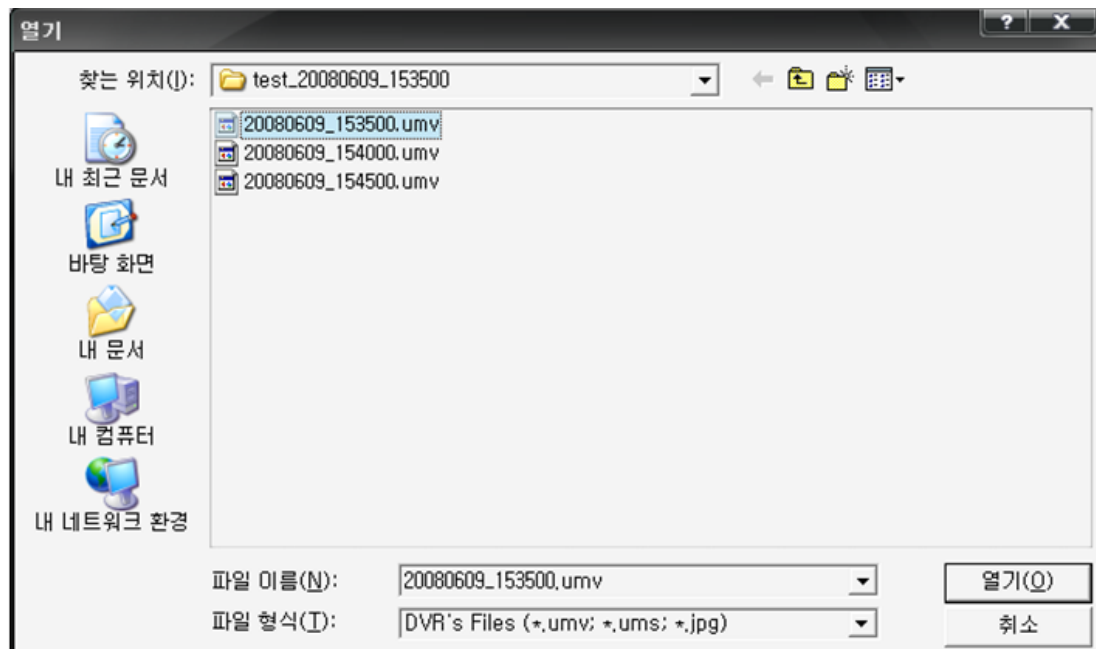 열기
찾는 위치(I): test_20080609_153500
20080609_153500.umv
20080609_154000.umv
20080609_154500.umv
내 최근 문서
바탕 화면
내 문서
내 컴퓨터
내 네트워크 환경
파일 이름(N): 20080609_153500.umv 열기(O)
파일 형식(T): DVR's Files (*.umv; *.ums; *.jpg) 취소